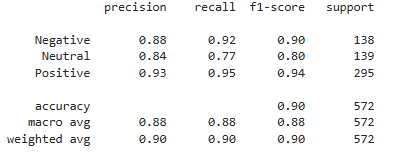 precision recall f1-score support
Negative 0.88 0.92 0.90 138
Neutral 0.84 0.77 0.80 139
Positive 0.93 0.95 0.94 295
accuracy 0.90 572
macro avg 0.88 0.88 0.88 572
weighted avg 0.90 0.90 0.90 572